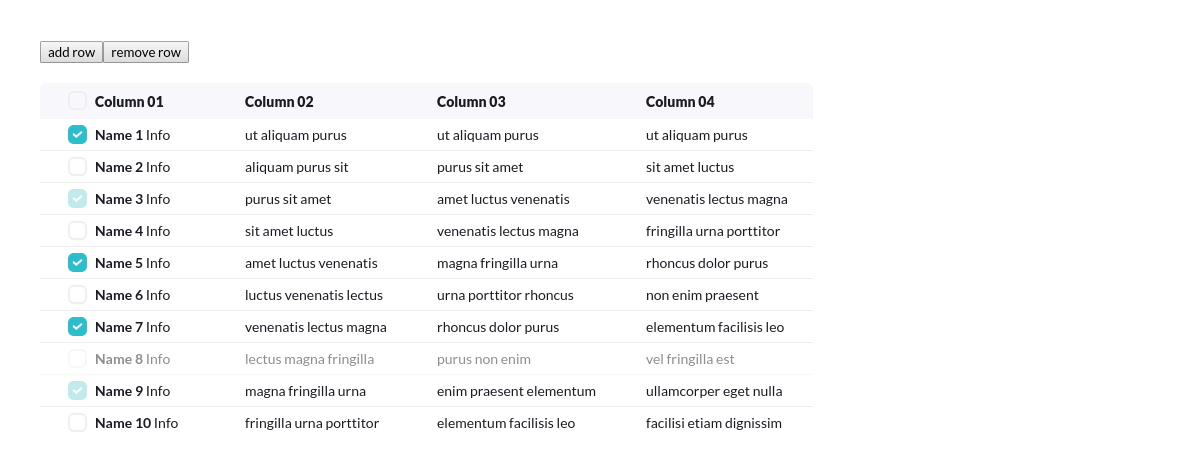 add row remove row
Column 01 Column 02 Column 03 Column 04
Name 1 Info ut aliquam purus ut aliquam purus ut aliquam purus
Name 2 Info aliquam purus sit purus sit amet sit amet luctus
Name 3 Info purus sit amet amet luctus venenatis venenatis lectus magna
Name 4 Info sit amet luctus venenatis lectus magna fringilla urna porttitor
Name 5 Info amet luctus venenatis magna fringilla urna rhoncus dolor purus
Name 6 Info luctus venenatis lectus urna porttitor rhoncus non enim praesent
Name 7 Info venenatis lectus magna rhoncus dolor purus elementum facilisis leo
Name 8 Info lectus magna fringilla purus non enim vel fringilla est
Name 9 Info magna fringilla urna enim praesent elementum ullamcorper eget nulla
Name 10 Info fringilla urna porttitor elementum facilisis leo facilisi etiam dignissim